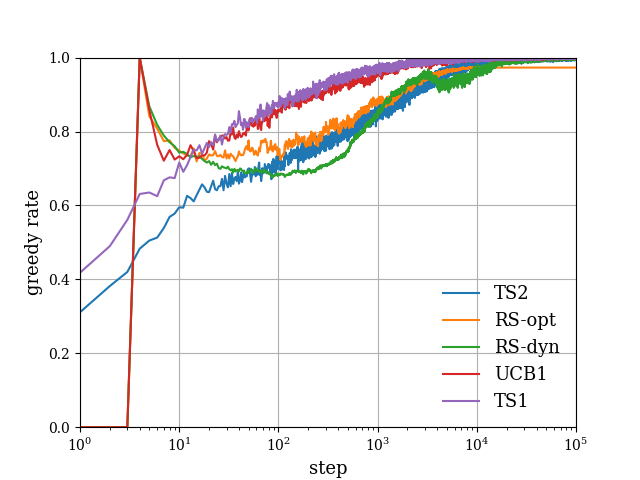 1.0
0.8
0.6
0.4
0.2
0.0
greedy rate
TS2
RS-opt
RS-dyn
UCB1
TS1
10⁰ 10¹ 10² 10³ 10⁴ 10⁵
step